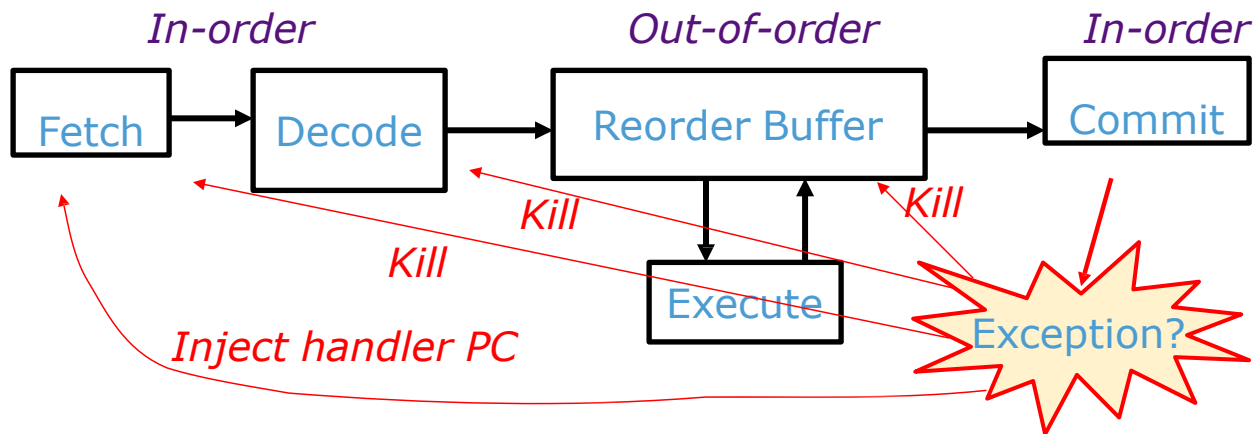 In-order
Out-of-order
In-order
Fetch
Decode
Reorder Buffer
Commit
Kill
Kill
Kill
Execute
Inject handler PC
Exception?